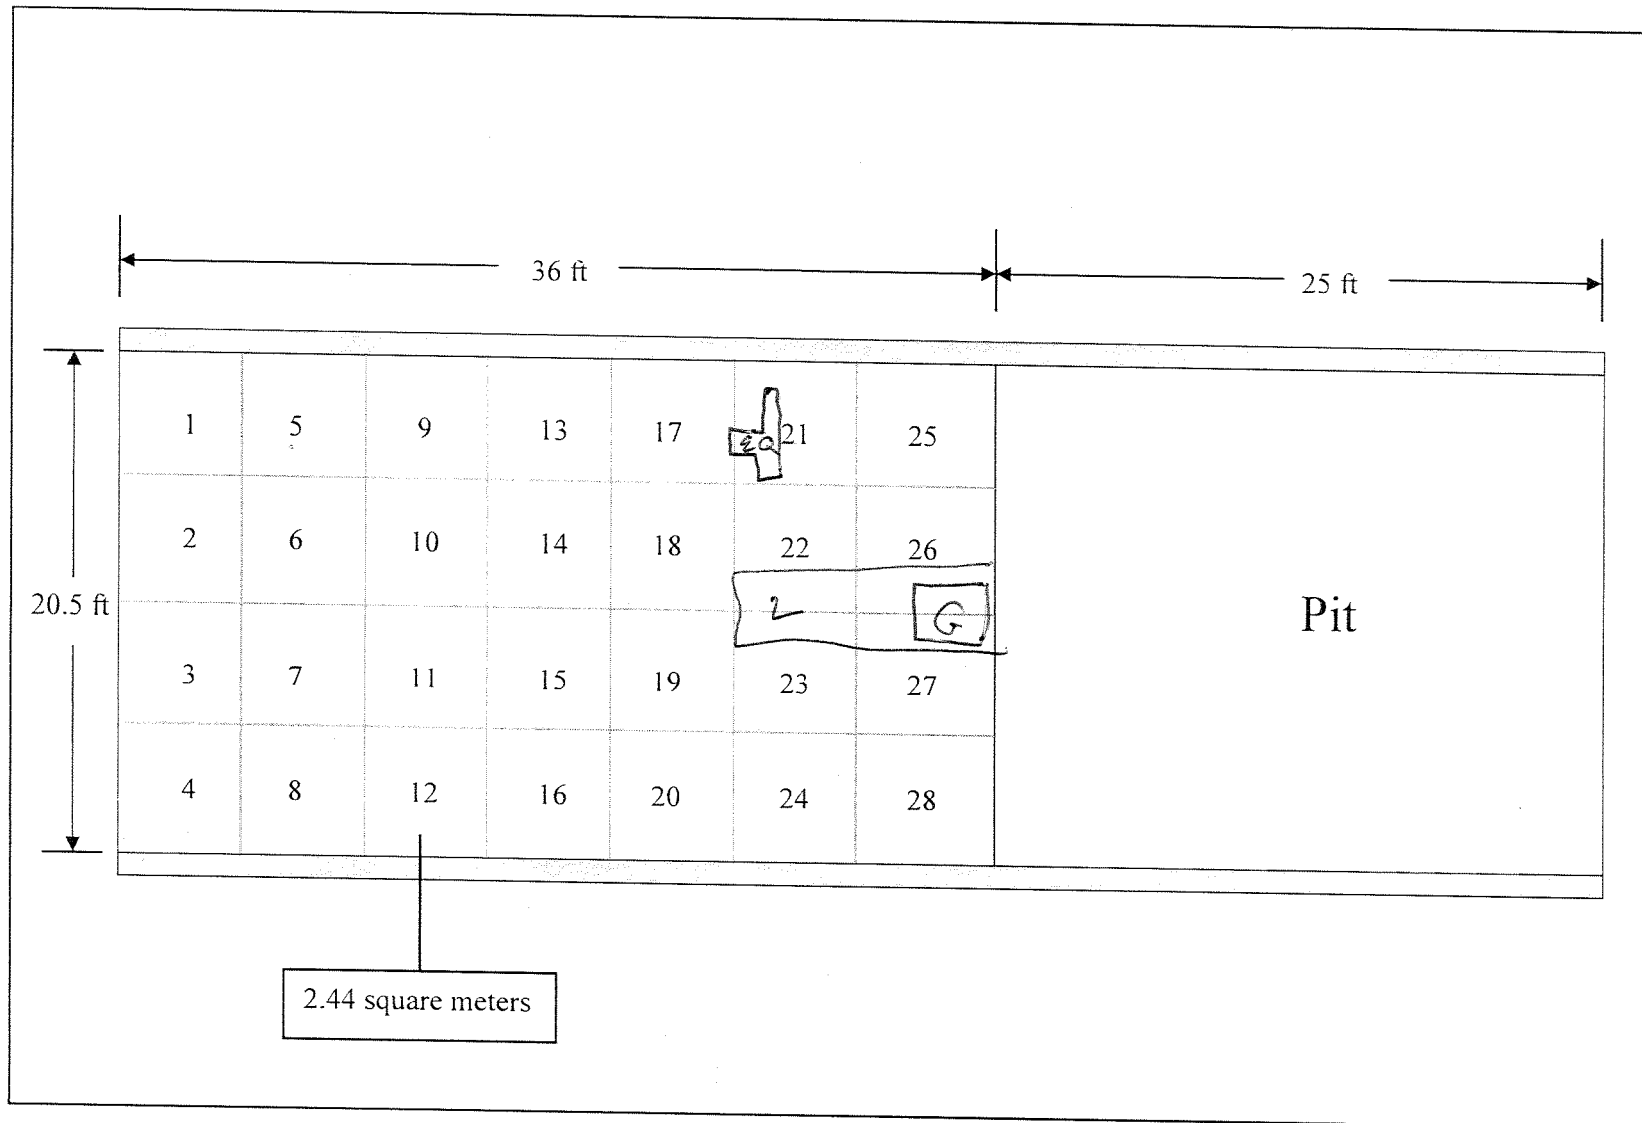 36 ft
25 ft
1 5 9 13 17 EQ 21 25
2 6 10 14 18 22 26
20.5 ft
2 G
Pit
3 7 11 15 19 23 27
4 8 12 16 20 24 28
2.44 square meters